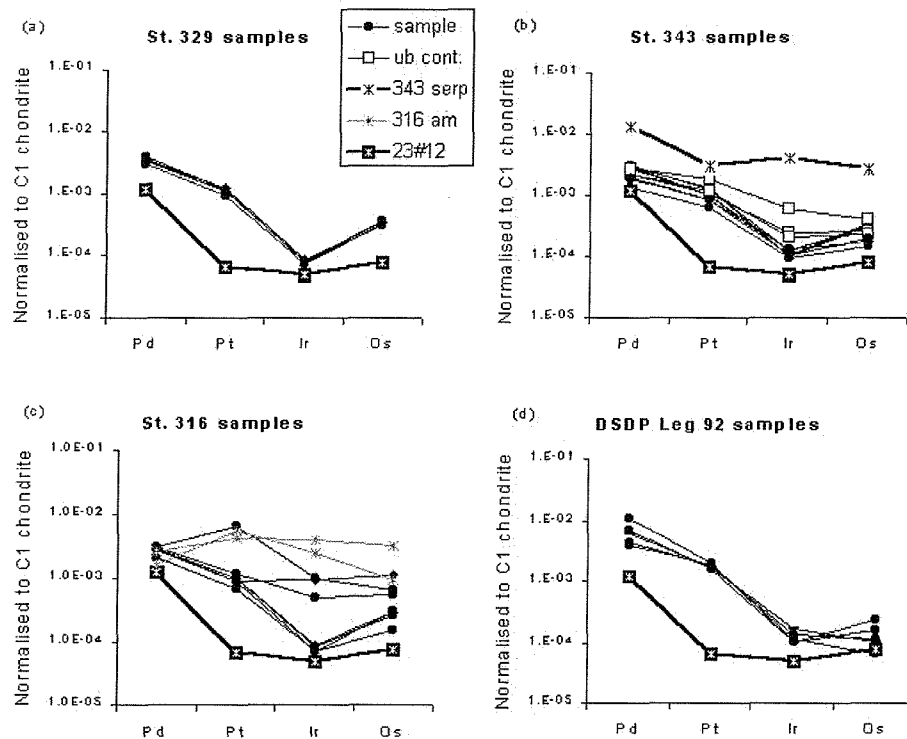 (a)
St. 329 samples
Normalised to C1 chondrite
1.E-01
1.E-02
1.E-03
1.E-04
1.E-05
Pd Pt Ir Os
sample
ub cont.
343 serp
316 am
23#12
(b)
St. 343 samples
Normalised to C1 chondrite
1.E-01
1.E-02
1.E-03
1.E-04
1.E-05
Pd Pt Ir Os
(c)
St. 316 samples
Normalised to C1 chondrite
1.0E-01
1.0E-02
1.0E-03
1.0E-04
1.0E-05
Pd Pt Ir Os
(d)
DSDP Leg 92 samples
Normalised to C1 chondrite
1.E-01
1.E-02
1.E-03
1.E-04
1.E-05
Pd Pt Ir Os